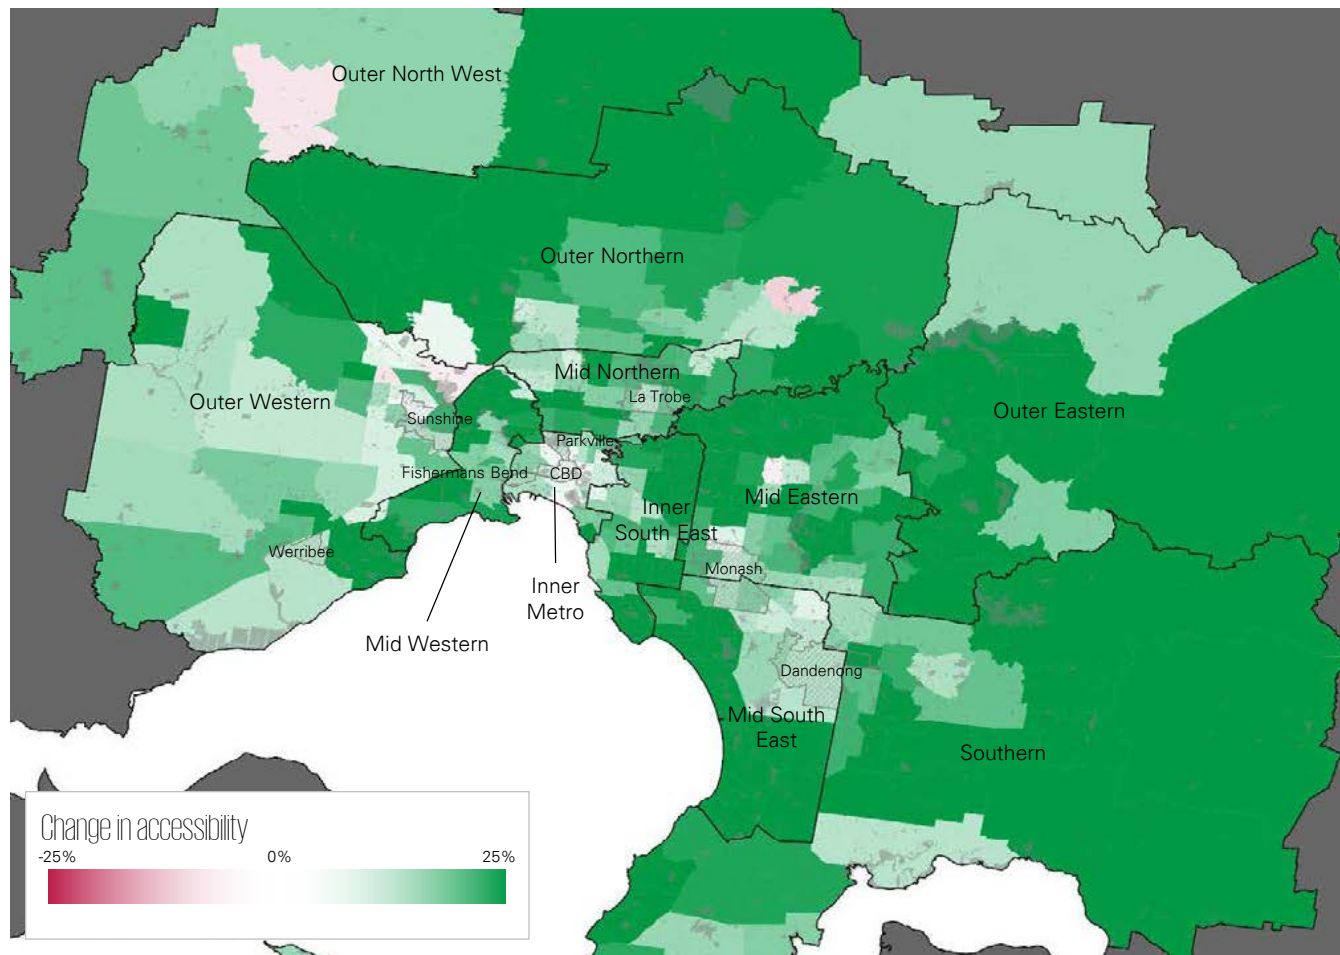 Outer North West
Outer Northern
Mid Northern
La Trobe
Outer Western
Sunshine
Outer Eastern
Parkville
Fishermans Bend
CBD
Mid Eastern
Inner
South East
Werribee
Monash
Inner
Metro
Mid Western
Dandenong
Mid South
East
Southern
Change in accessibility
-25%
0%
25%